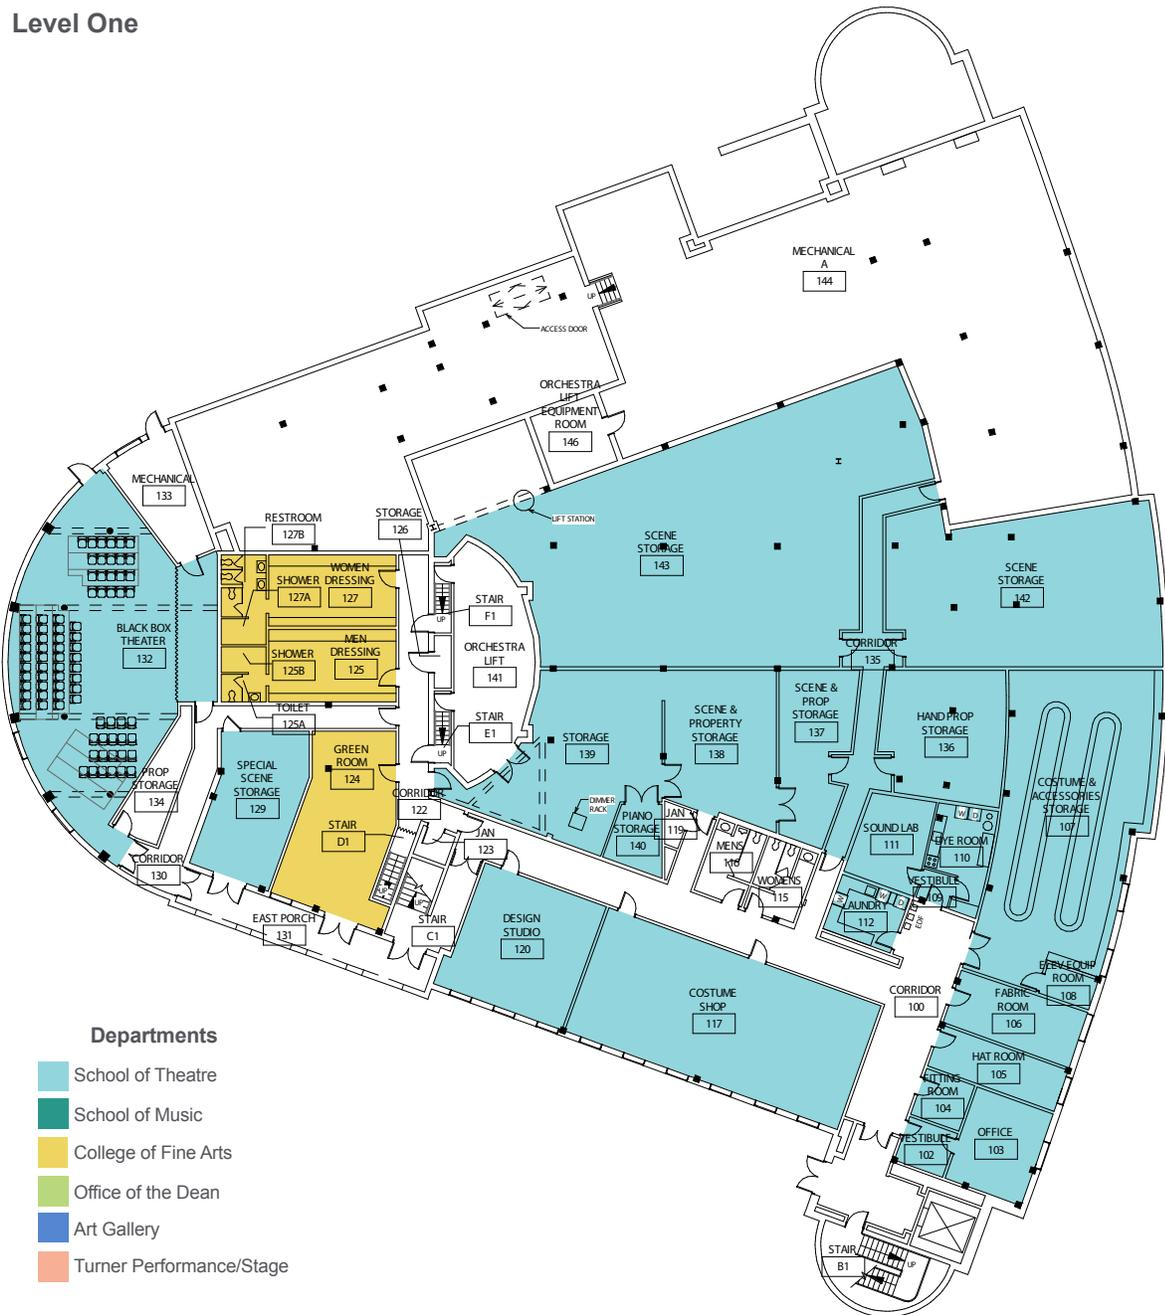 Level One
MECHANICAL
A
144
UP
ACCESS DOOR
ORCHESTRA
LIFT
EQUIPMENT
ROOM
146
MECHANICAL
133
RESTROOM
127B
STORAGE
126
LIFT STATION
SCENE
STORAGE
143
SCENE
STORAGE
142
SHOWER
127A
WOMEN
DRESSING
127
STAIR
F1
UP
BLACK BOX
THEATER
132
SHOWER
125B
MEN
DRESSING
125
ORCHESTRA
LIFT
141
CORRIDOR
135
TOILET
125A
STAIR
E1
UP
STORAGE
139
SCENE &
PROPERTY
STORAGE
138
SCENE &
PROP
STORAGE
137
HAND PROP
STORAGE
136
GREEN
ROOM
124
SPECIAL
SCENE
STORAGE
129
PROP
STORAGE
134
CORRIDOR
122
DIMMER
RACK
PIANO
STORAGE
140
JAN
119
COSTUME &
ACCESSORIES
STORAGE
107
W D
SOUND LAB
111
DYE ROOM
110
STAIR
D1
JAN
123
MENS
116
WOMENS
115
VESTIBULE
109
CORRIDOR
130
UP
UP
W
W D
LAUNDRY
112
EDF
EAST PORCH
131
STAIR
C1
DESIGN
STUDIO
120
COSTUME
SHOP
117
CORRIDOR
100
ELEV EQUIP
ROOM
108
FABRIC
ROOM
106
HAT ROOM
105
FITTING
ROOM
104
OFFICE
103
VESTIBULE
102
STAIR
B1
UP
Departments
School of Theatre
School of Music
College of Fine Arts
Office of the Dean
Art Gallery
Turner Performance/Stage